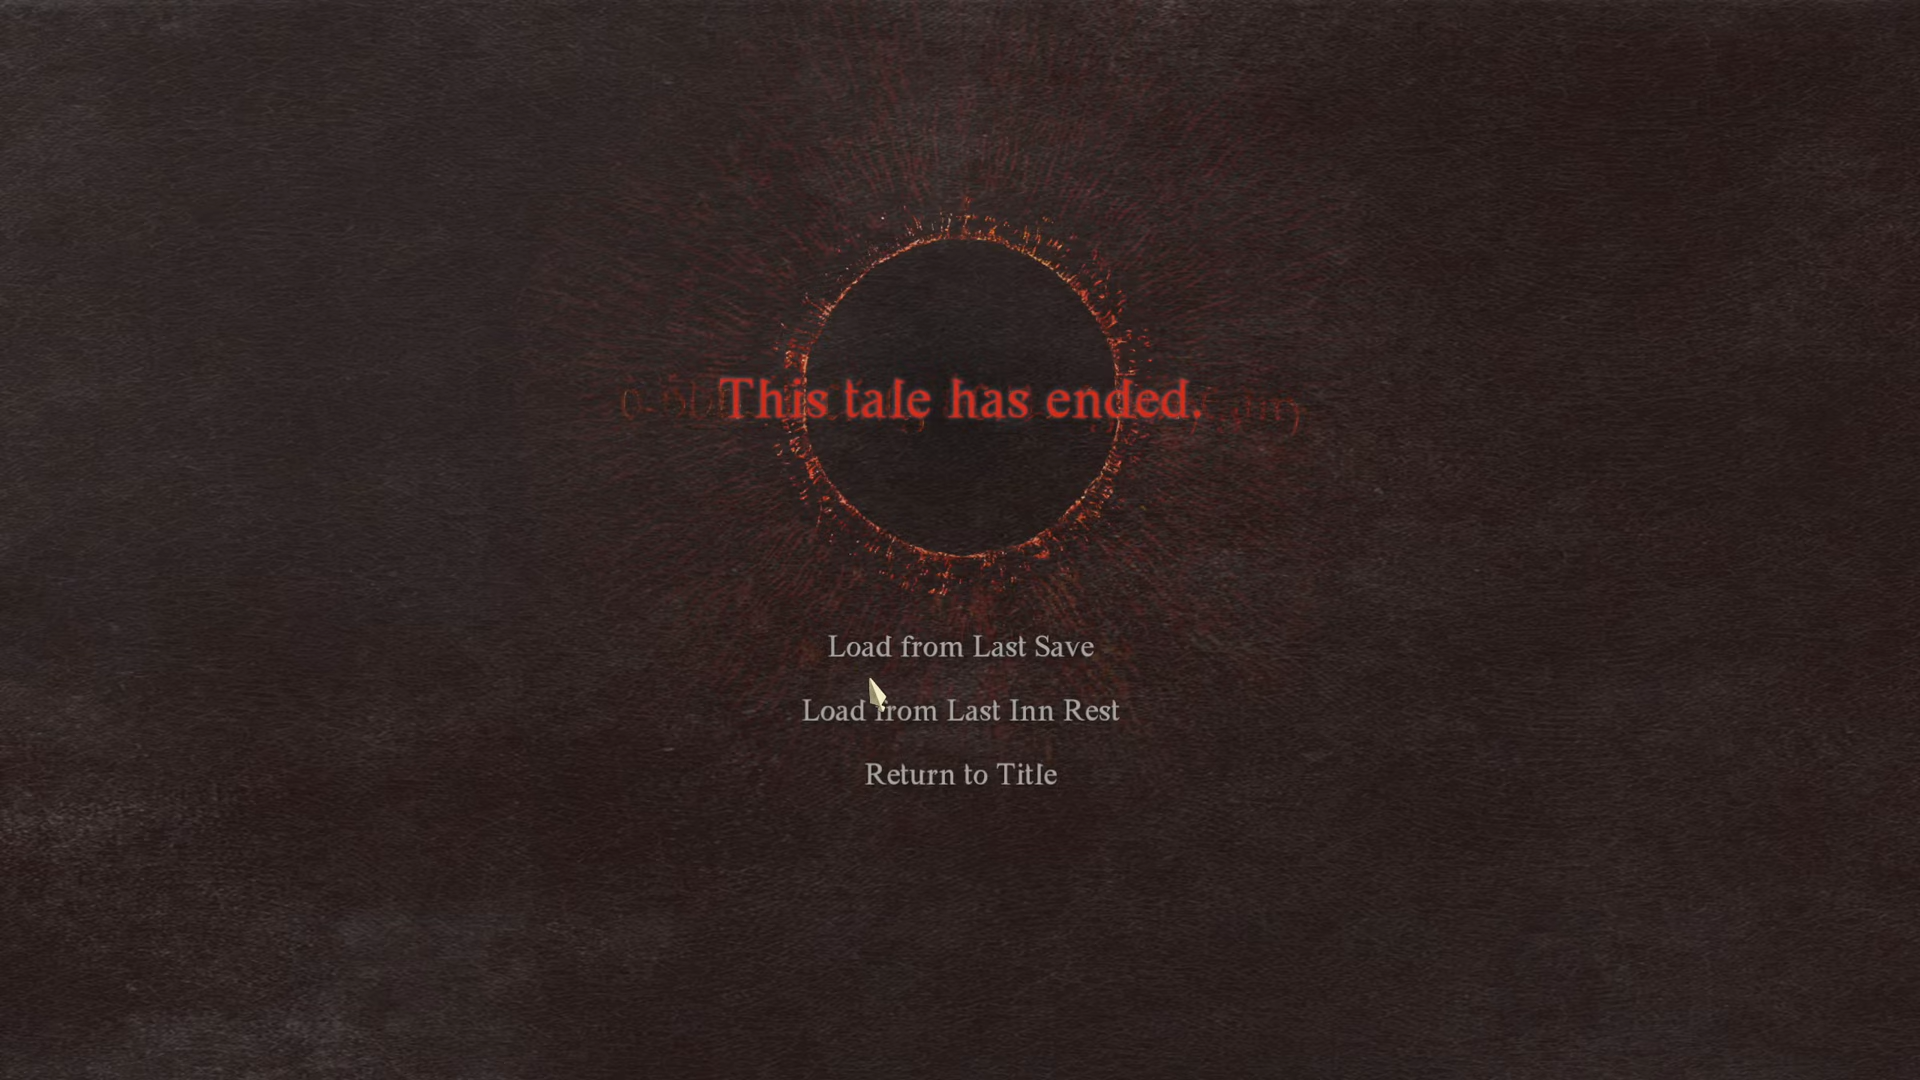 This tale has ended.
Load from Last Save
Load from Last Inn Rest
Return to Title